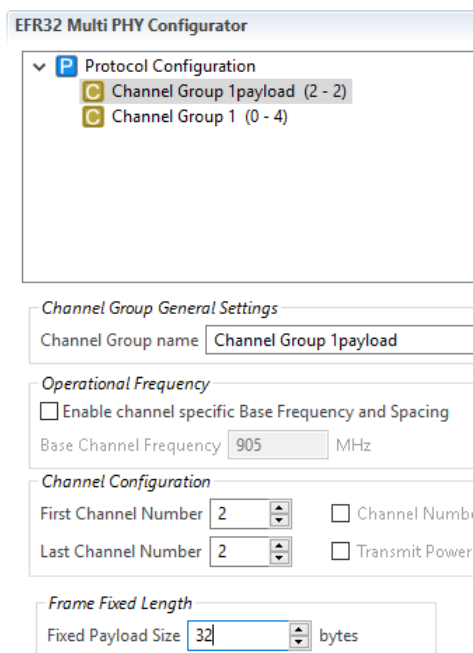 EFR32 Multi PHY Configurator
P Protocol Configuration
C Channel Group 1payload (2 - 2)
C Channel Group 1 (0 - 4)
Channel Group General Settings
Channel Group name Channel Group 1payload
Operational Frequency
Enable channel specific Base Frequency and Spacing
Base Channel Frequency 905 MHz
Channel Configuration
First Channel Number 2 Channel
Last Channel Number 2 Transmit Power
Frame Fixed Length
Fixed Payload Size 32 bytes